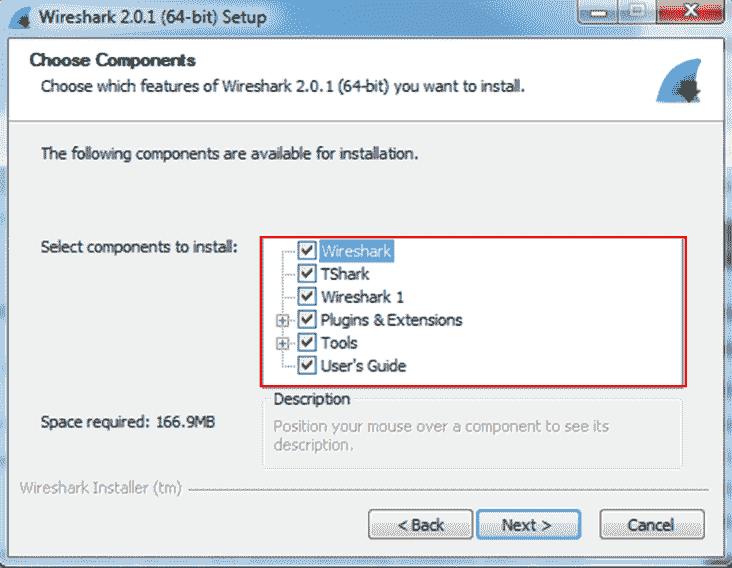 Wireshark 2.0.1 (64-bit) Setup
Choose Components
Choose which features of Wireshark 2.0.1 (64-bit) you want to install.
The following components are available for installation.
Select components to install:
Wireshark
TShark
Wireshark 1
Plugins & Extensions
Tools
User's Guide
Space required: 166.9MB
Description
Position your mouse over a component to see its
description.
Wireshark Installer (tm)
< Back
Next >
Cancel